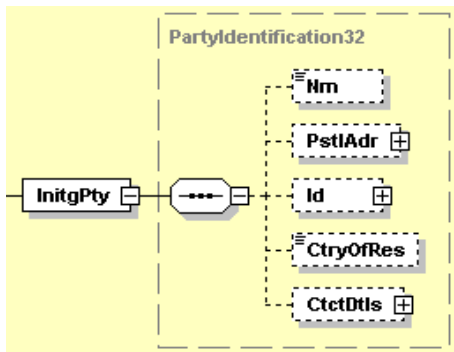 PartyIdentification32
Nm
PstlAdr
InitgPty
Id
CtryOfRes
CtctDtls